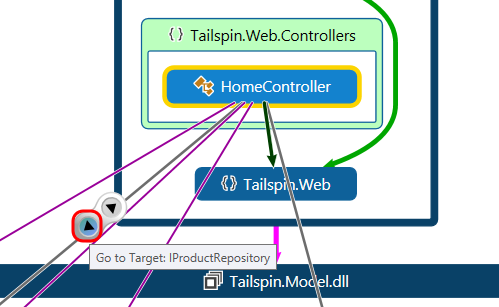 {} Tailspin.Web.Controllers
HomeController
{} Tailspin.Web
Go to Target: IProductRepository
Tailspin.Model.dll